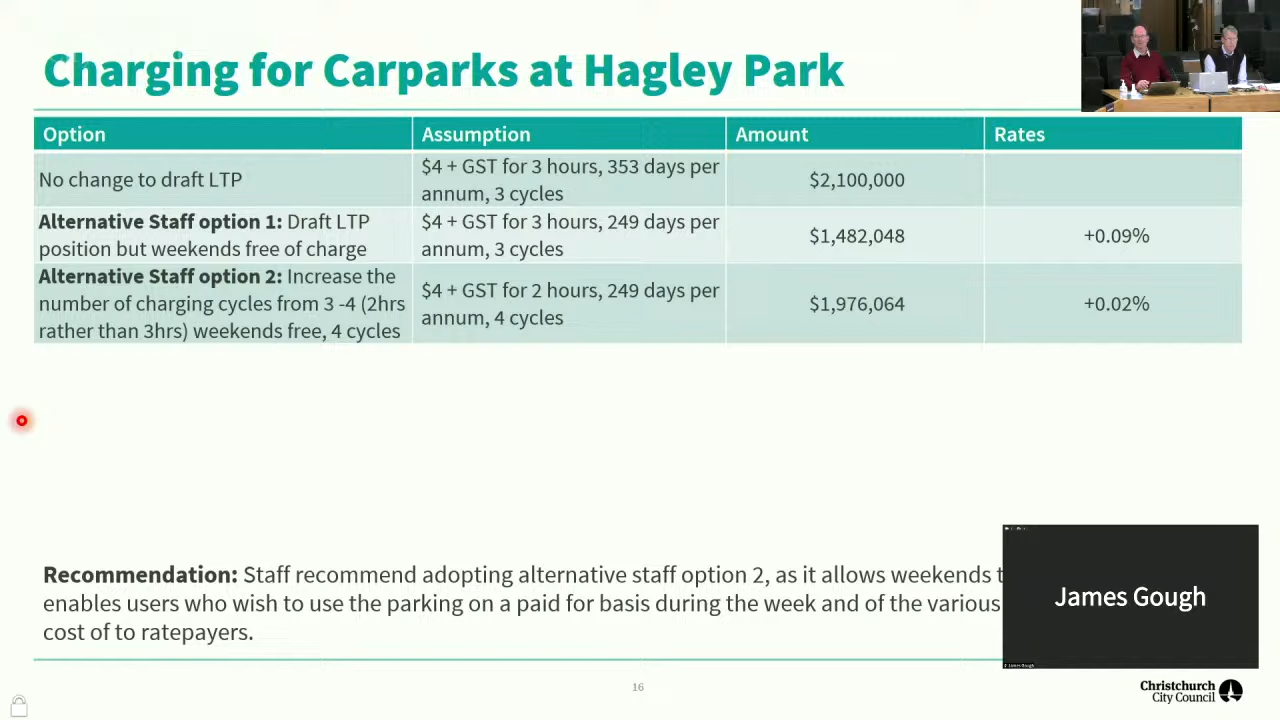 Charging for Carparks at Hagley Park
Option Assumption Amount Rates
No change to draft LTP
$4 + GST for 3 hours, 353 days per
annum, 3 cycles
$2,100,000
Alternative Staff option 1: Draft LTP
position but weekends free of charge
$4 + GST for 3 hours, 249 days per
annum, 3 cycles
$1,482,048
+0.09%
Alternative Staff option 2: Increase the
number of charging cycles from 3 -4 (2hrs
rather than 3hrs) weekends free, 4 cycles
$4 + GST for 2 hours, 249 days per
annum, 4 cycles
$1,976,064
+0.02%
Recommendation: Staff recommend adopting alternative staff option 2, as it allows weekends
enables users who wish to use the parking on a paid for basis during the week and of the various
cost of to ratepayers.
James Gough
James Gough
16
Christchurch
City Council